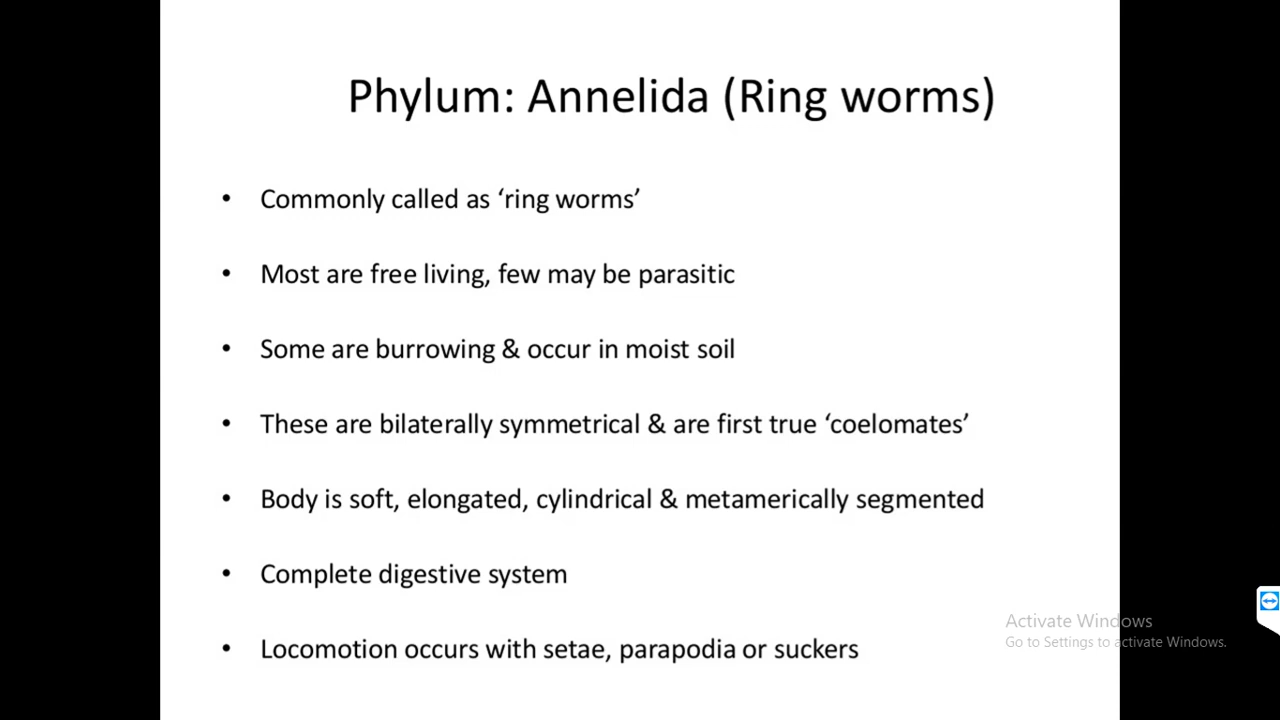 Phylum: Annelida (Ring worms)
• Commonly called as ‘ring worms’
• Most are free living, few may be parasitic
• Some are burrowing & occur in moist soil
• These are bilaterally symmetrical & are first true ‘coelomates’
• Body is soft, elongated, cylindrical & metamerically segmented
• Complete digestive system
• Locomotion occurs with setae, parapodia or suckers
Activate Windows
Go to Settings to activate Windows.